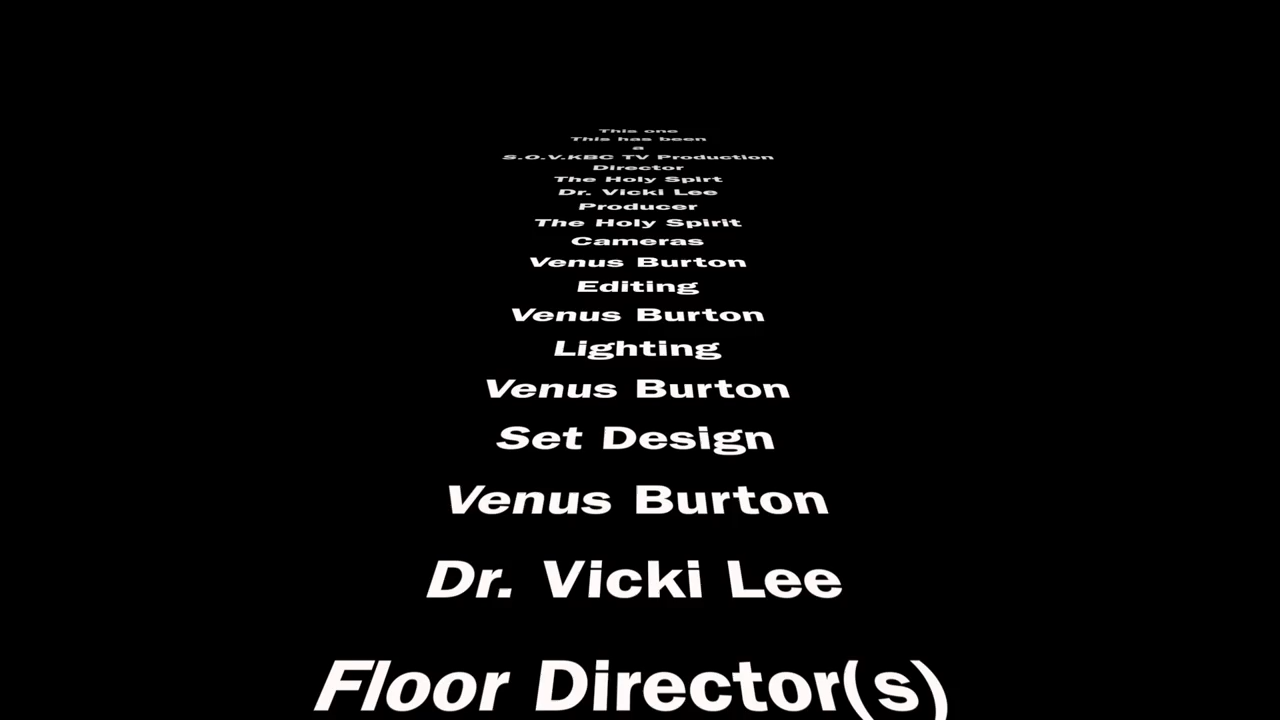 This one
This has been
a
S.O.V.KBC TV Production
Director
The Holy Spirt
Dr. Vicki Lee
Producer
The Holy Spirit
Cameras
Venus Burton
Editing
Venus Burton
Lighting
Venus Burton
Set Design
Venus Burton
Dr. Vicki Lee
Floor Director(s)